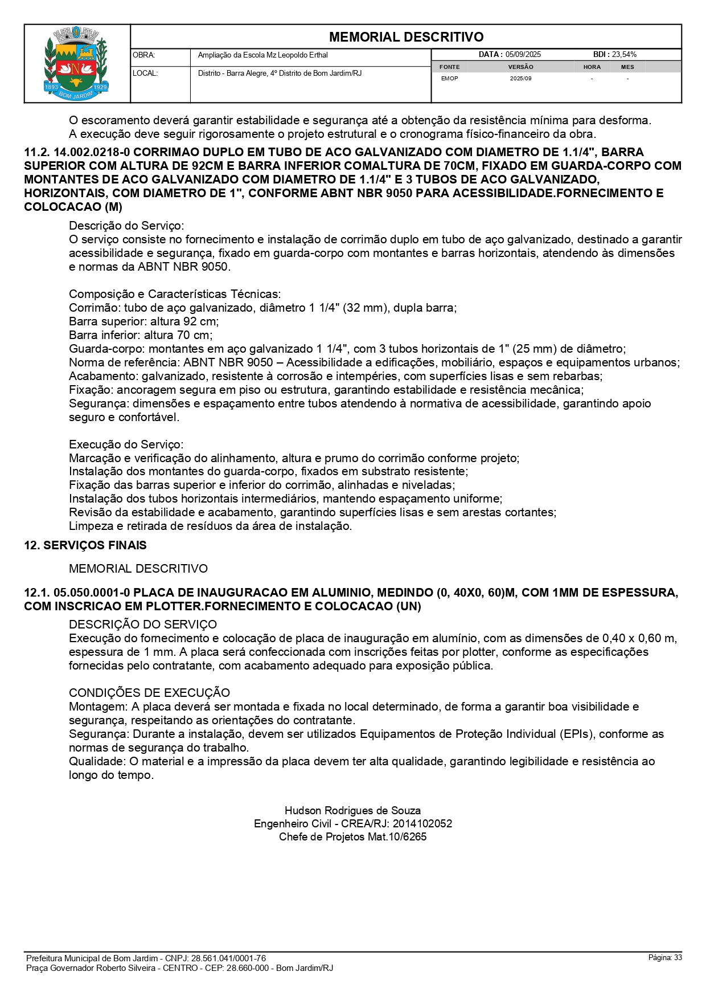 MEMORIAL DESCRITIVO
OBRA: Ampliação da Escola Mz Leopoldo Erthal
DATA : 05/09/2025 BDI : 23,54%
FONTE VERSÃO HORA MES
LOCAL: Distrito - Barra Alegre, 4º Distrito de Bom Jardim/RJ
EMOP 2025/09 - -
N
1893 1929
BOM JARDIM
O escoramento deverá garantir estabilidade e segurança até a obtenção da resistência mínima para desforma.
A execução deve seguir rigorosamente o projeto estrutural e o cronograma físico-financeiro da obra.
11.2. 14.002.0218-0 CORRIMAO DUPLO EM TUBO DE ACO GALVANIZADO COM DIAMETRO DE 1.1/4", BARRA
SUPERIOR COM ALTURA DE 92CM E BARRA INFERIOR COMALTURA DE 70CM, FIXADO EM GUARDA-CORPO COM
MONTANTES DE ACO GALVANIZADO COM DIAMETRO DE 1.1/4" E 3 TUBOS DE ACO GALVANIZADO,
HORIZONTAIS, COM DIAMETRO DE 1", CONFORME ABNT NBR 9050 PARA ACESSIBILIDADE.FORNECIMENTO E
COLOCACAO (M)
Descrição do Serviço:
O serviço consiste no fornecimento e instalação de corrimão duplo em tubo de aço galvanizado, destinado a garantir
acessibilidade e segurança, fixado em guarda-corpo com montantes e barras horizontais, atendendo às dimensões
e normas da ABNT NBR 9050.
Composição e Características Técnicas:
Corrimão: tubo de aço galvanizado, diâmetro 1 1/4" (32 mm), dupla barra;
Barra superior: altura 92 cm;
Barra inferior: altura 70 cm;
Guarda-corpo: montantes em aço galvanizado 1 1/4", com 3 tubos horizontais de 1" (25 mm) de diâmetro;
Norma de referência: ABNT NBR 9050 – Acessibilidade a edificações, mobiliário, espaços e equipamentos urbanos;
Acabamento: galvanizado, resistente à corrosão e intempéries, com superfícies lisas e sem rebarbas;
Fixação: ancoragem segura em piso ou estrutura, garantindo estabilidade e resistência mecânica;
Segurança: dimensões e espaçamento entre tubos atendendo à normativa de acessibilidade, garantindo apoio
seguro e confortável.
Execução do Serviço:
Marcação e verificação do alinhamento, altura e prumo do corrimão conforme projeto;
Instalação dos montantes do guarda-corpo, fixados em substrato resistente;
Fixação das barras superior e inferior do corrimão, alinhadas e niveladas;
Instalação dos tubos horizontais intermediários, mantendo espaçamento uniforme;
Revisão da estabilidade e acabamento, garantindo superfícies lisas e sem arestas cortantes;
Limpeza e retirada de resíduos da área de instalação.
12. SERVIÇOS FINAIS
MEMORIAL DESCRITIVO
12.1. 05.050.0001-0 PLACA DE INAUGURACAO EM ALUMINIO, MEDINDO (0, 40X0, 60)M, COM 1MM DE ESPESSURA,
COM INSCRICAO EM PLOTTER.FORNECIMENTO E COLOCACAO (UN)
DESCRIÇÃO DO SERVIÇO
Execução do fornecimento e colocação de placa de inauguração em alumínio, com as dimensões de 0,40 x 0,60 m,
espessura de 1 mm. A placa será confeccionada com inscrições feitas por plotter, conforme as especificações
fornecidas pelo contratante, com acabamento adequado para exposição pública.
CONDIÇÕES DE EXECUÇÃO
Montagem: A placa deverá ser montada e fixada no local determinado, de forma a garantir boa visibilidade e
segurança, respeitando as orientações do contratante.
Segurança: Durante a instalação, devem ser utilizados Equipamentos de Proteção Individual (EPIs), conforme as
normas de segurança do trabalho.
Qualidade: O material e a impressão da placa devem ter alta qualidade, garantindo legibilidade e resistência ao
longo do tempo.
Hudson Rodrigues de Souza
Engenheiro Civil - CREA/RJ: 2014102052
Chefe de Projetos Mat.10/6265
Prefeitura Municipal de Bom Jardim - CNPJ: 28.561.041/0001-76 Página: 33
Praça Governador Roberto Silveira - CENTRO - CEP: 28.660-000 - Bom Jardim/RJ